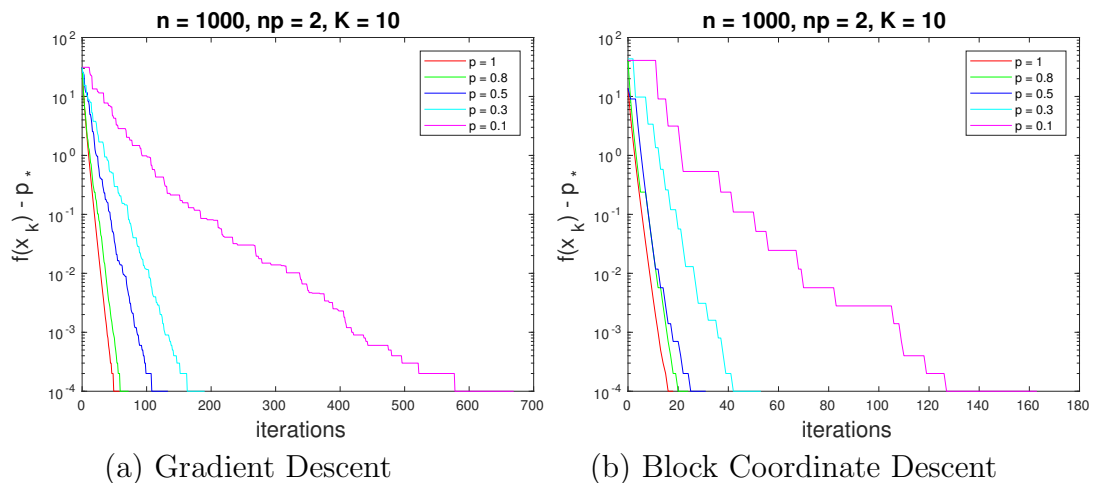 n = 1000, np = 2, K = 10
10^2
10^1
10^0
10^-1
10^-2
10^-3
10^-4
f(x_k) - p_*
0 100 200 300 400 500 600 700
iterations
p = 1
p = 0.8
p = 0.5
p = 0.3
p = 0.1
(a) Gradient Descent
n = 1000, np = 2, K = 10
10^2
10^1
10^0
10^-1
10^-2
10^-3
10^-4
f(x_k) - p_*
0 20 40 60 80 100 120 140 160 180
iterations
p = 1
p = 0.8
p = 0.5
p = 0.3
p = 0.1
(b) Block Coordinate Descent